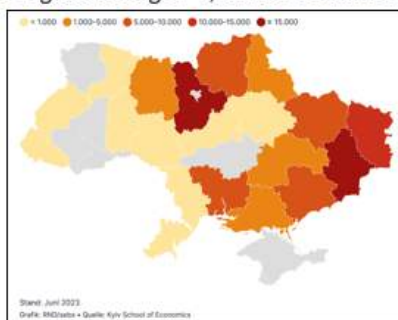 < 1.000 1.000–5.000 5.000–10.000 10.000–15.000 ≥ 15.000
Stand: Juni 2023.
Grafik: RND/seba • Quelle: Kyiv School of Economics